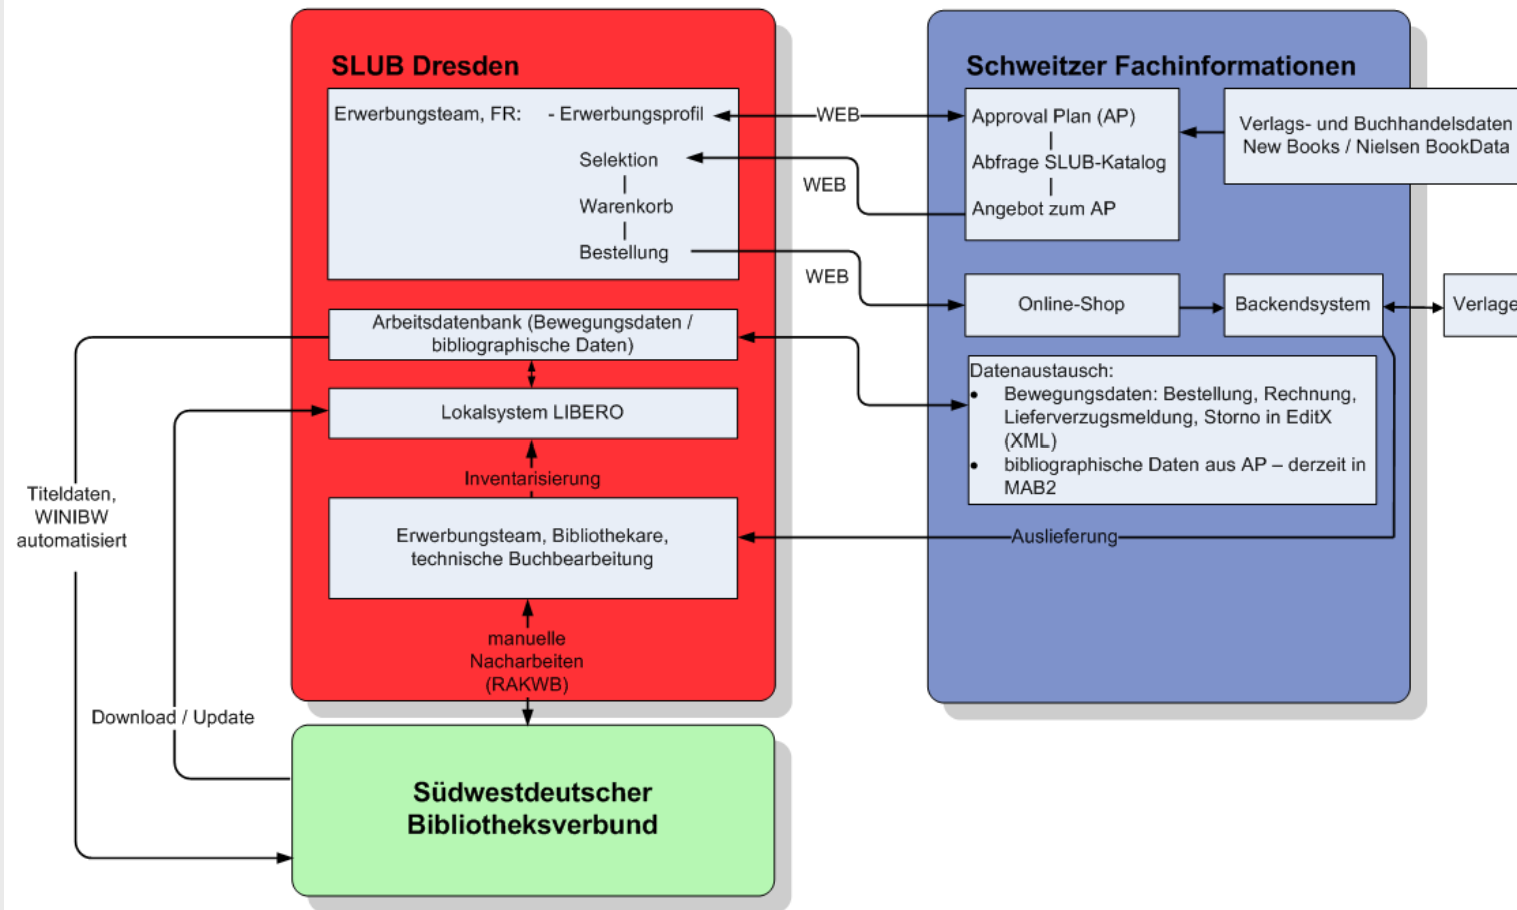 SLUB Dresden
Erwerbungsteam, FR: - Erwerbungsprofil
Selektion
|
Warenkorb
|
Bestellung
WEB
WEB
WEB
Schweitzer Fachinformationen
Approval Plan (AP)
|
Abfrage SLUB-Katalog
|
Angebot zum AP
Verlags- und Buchhandelsdaten
New Books / Nielsen BookData
Online-Shop
Backendsystem
Verlage
Arbeitsdatenbank (Bewegungsdaten /
bibliographische Daten)
Lokalsystem LIBERO
Inventarisierung
Erwerbungsteam, Bibliothekare,
technische Buchbearbeitung
manuelle
Nacharbeiten
(RAKWB)
Datenaustausch:
• Bewegungsdaten: Bestellung, Rechnung,
Lieferverzugsmeldung, Storno in EditX
(XML)
• bibliographische Daten aus AP – derzeit in
MAB2
Auslieferung
Titeldaten,
WINIBW
automatisiert
Download / Update
Südwestdeutscher
Bibliotheksverbund